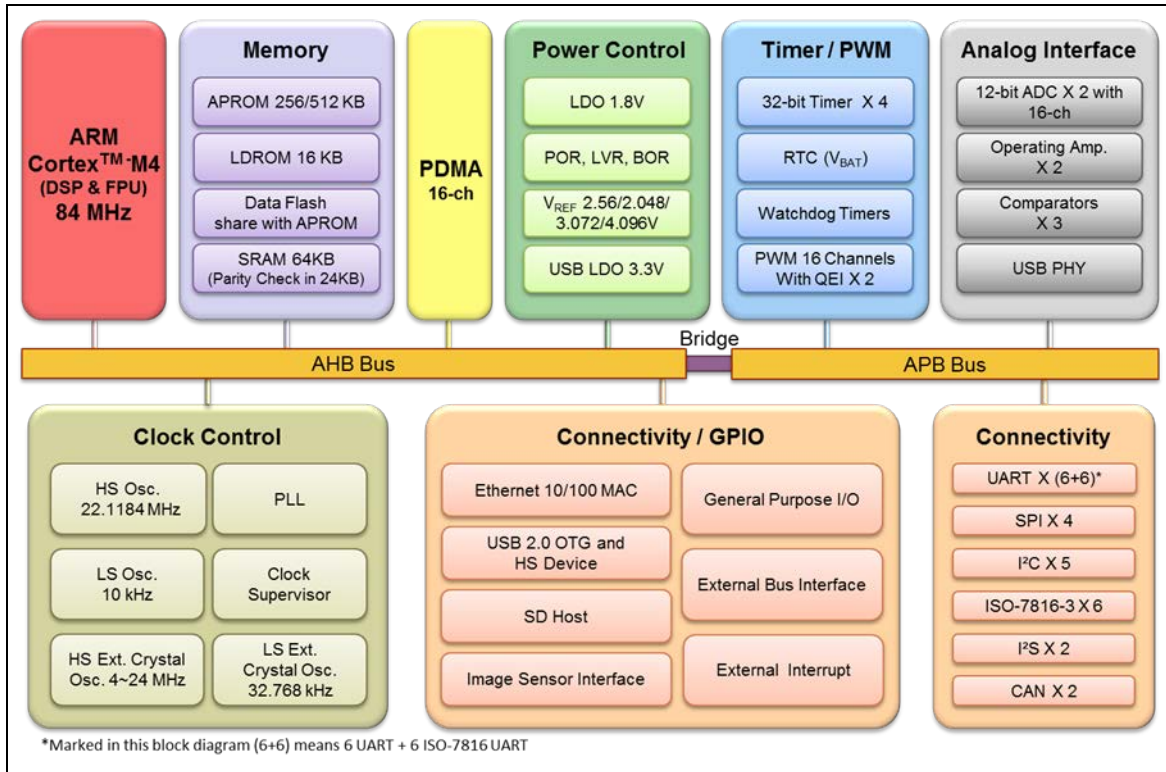 ARM
Cortex™-M4
(DSP & FPU)
84 MHz
Memory
APROM 256/512 KB
LDROM 16 KB
Data Flash
share with APROM
SRAM 64KB
(Parity Check in 24KB)
PDMA
16-ch
Power Control
LDO 1.8V
POR, LVR, BOR
VREF 2.56/2.048/
3.072/4.096V
USB LDO 3.3V
Timer / PWM
32-bit Timer X 4
RTC (VBAT)
Watchdog Timers
PWM 16 Channels
With QEI X 2
Analog Interface
12-bit ADC X 2 with
16-ch
Operating Amp.
X 2
Comparators
X 3
USB PHY
AHB Bus
Bridge
APB Bus
Clock Control
HS Osc.
22.1184 MHz
PLL
LS Osc.
10 kHz
Clock
Supervisor
HS Ext. Crystal
Osc. 4~24 MHz
LS Ext.
Crystal Osc.
32.768 kHz
Connectivity / GPIO
Ethernet 10/100 MAC
USB 2.0 OTG and
HS Device
SD Host
Image Sensor Interface
General Purpose I/O
External Bus Interface
External Interrupt
Connectivity
UART X (6+6)*
SPI X 4
I²C X 5
ISO-7816-3 X 6
I²S X 2
CAN X 2
*Marked in this block diagram (6+6) means 6 UART + 6 ISO-7816 UART